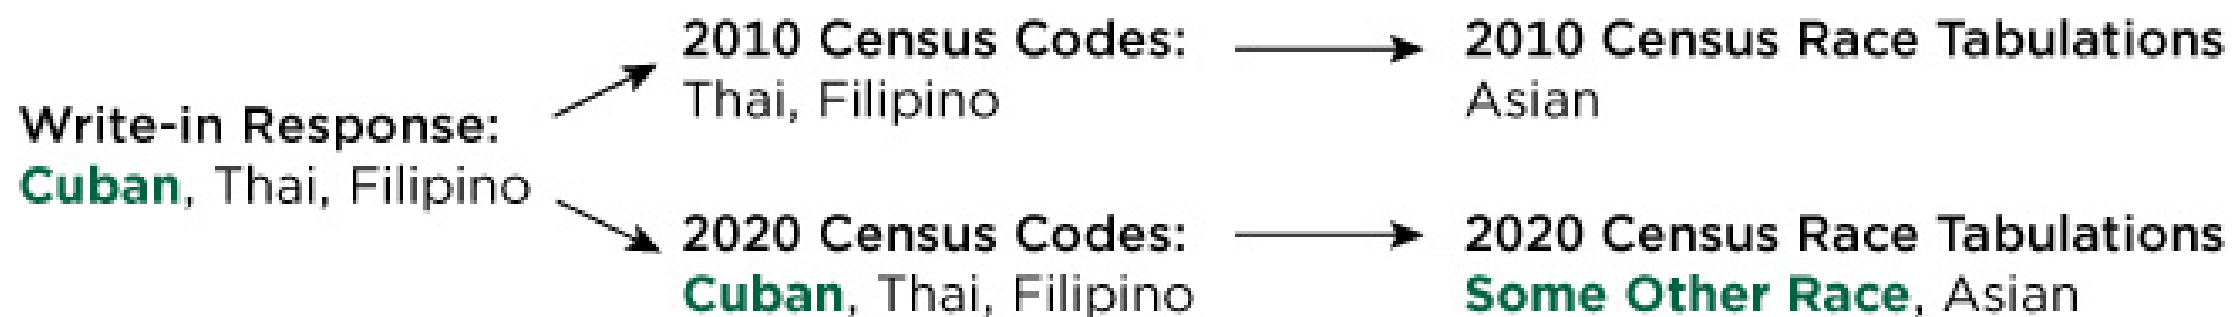 Write-in Response:
Cuban, Thai, Filipino
2010 Census Codes:
Thai, Filipino
2010 Census Race Tabulations
Asian
2020 Census Codes:
Cuban, Thai, Filipino
2020 Census Race Tabulations
Some Other Race, Asian